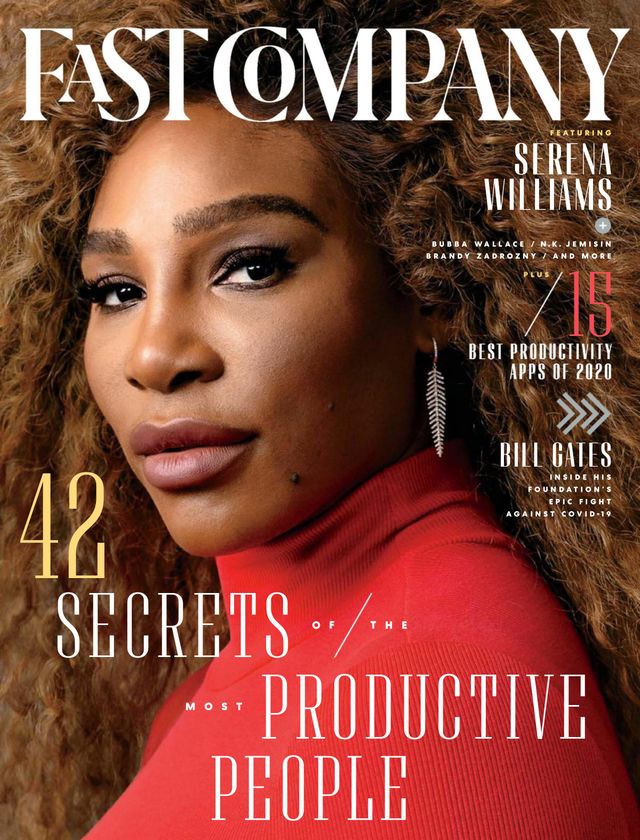 FAST COMPANY
FEATURING
SERENA
WILLIAMS
+
BUBBA WALLACE / N.K. JEMISIN
BRANDY ZADROZNY / AND MORE
PLUS
/15
BEST PRODUCTIVITY
APPS OF 2020
BILL GATES
INSIDE HIS
FOUNDATION'S
EPIC FIGHT
AGAINST COVID-19
42
SECRETS OF / THE
MOST PRODUCTIVE
PEOPLE